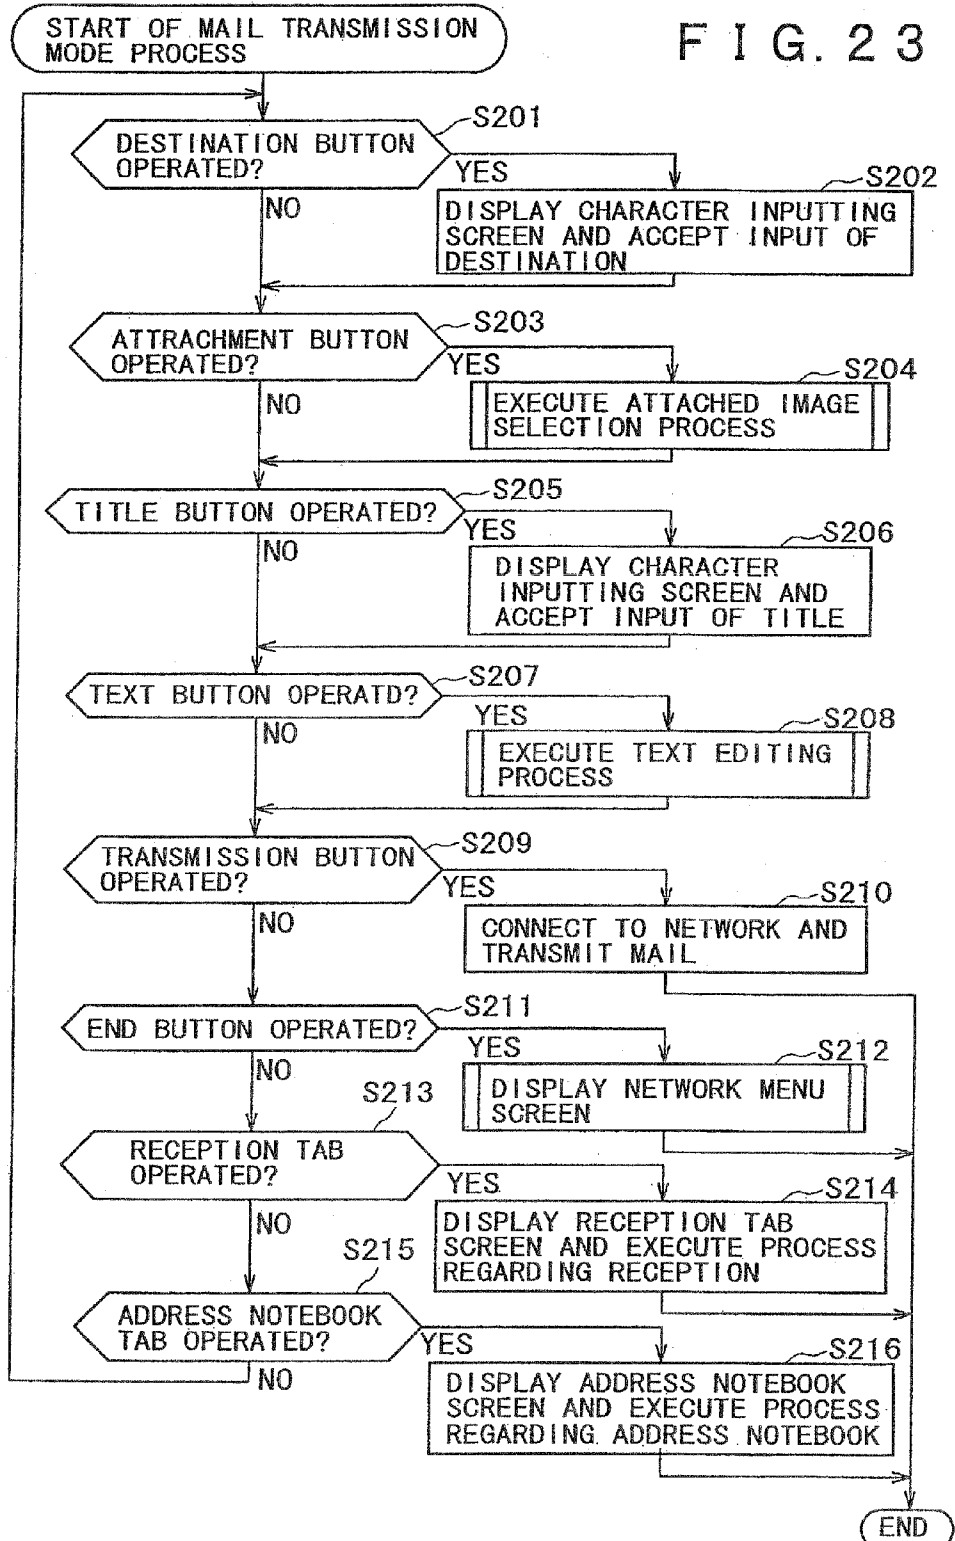 START OF MAIL TRANSMISSION
MODE PROCESS
FIG. 23
S201
DESTINATION BUTTON
OPERATED?
YES
NO
S202
DISPLAY CHARACTER INPUTTING
SCREEN AND ACCEPT INPUT OF
DESTINATION
S203
ATTRACHMENT BUTTON
OPERATED?
YES
NO
S204
EXECUTE ATTACHED IMAGE
SELECTION PROCESS
S205
TITLE BUTTON OPERATED?
YES
NO
S206
DISPLAY CHARACTER
INPUTTING SCREEN AND
ACCEPT INPUT OF TITLE
S207
TEXT BUTTON OPERATD?
YES
NO
S208
EXECUTE TEXT EDITING
PROCESS
S209
TRANSMISSION BUTTON
OPERATED?
YES
NO
S210
CONNECT TO NETWORK AND
TRANSMIT MAIL
S211
END BUTTON OPERATED?
YES
NO
S212
DISPLAY NETWORK MENU
SCREEN
S213
RECEPTION TAB
OPERATED?
YES
NO
S214
DISPLAY RECEPTION TAB
SCREEN AND EXECUTE PROCESS
REGARDING RECEPTION
S215
ADDRESS NOTEBOOK
TAB OPERATED?
YES
NO
S216
DISPLAY ADDRESS NOTEBOOK
SCREEN AND EXECUTE PROCESS
REGARDING ADDRESS NOTEBOOK
END